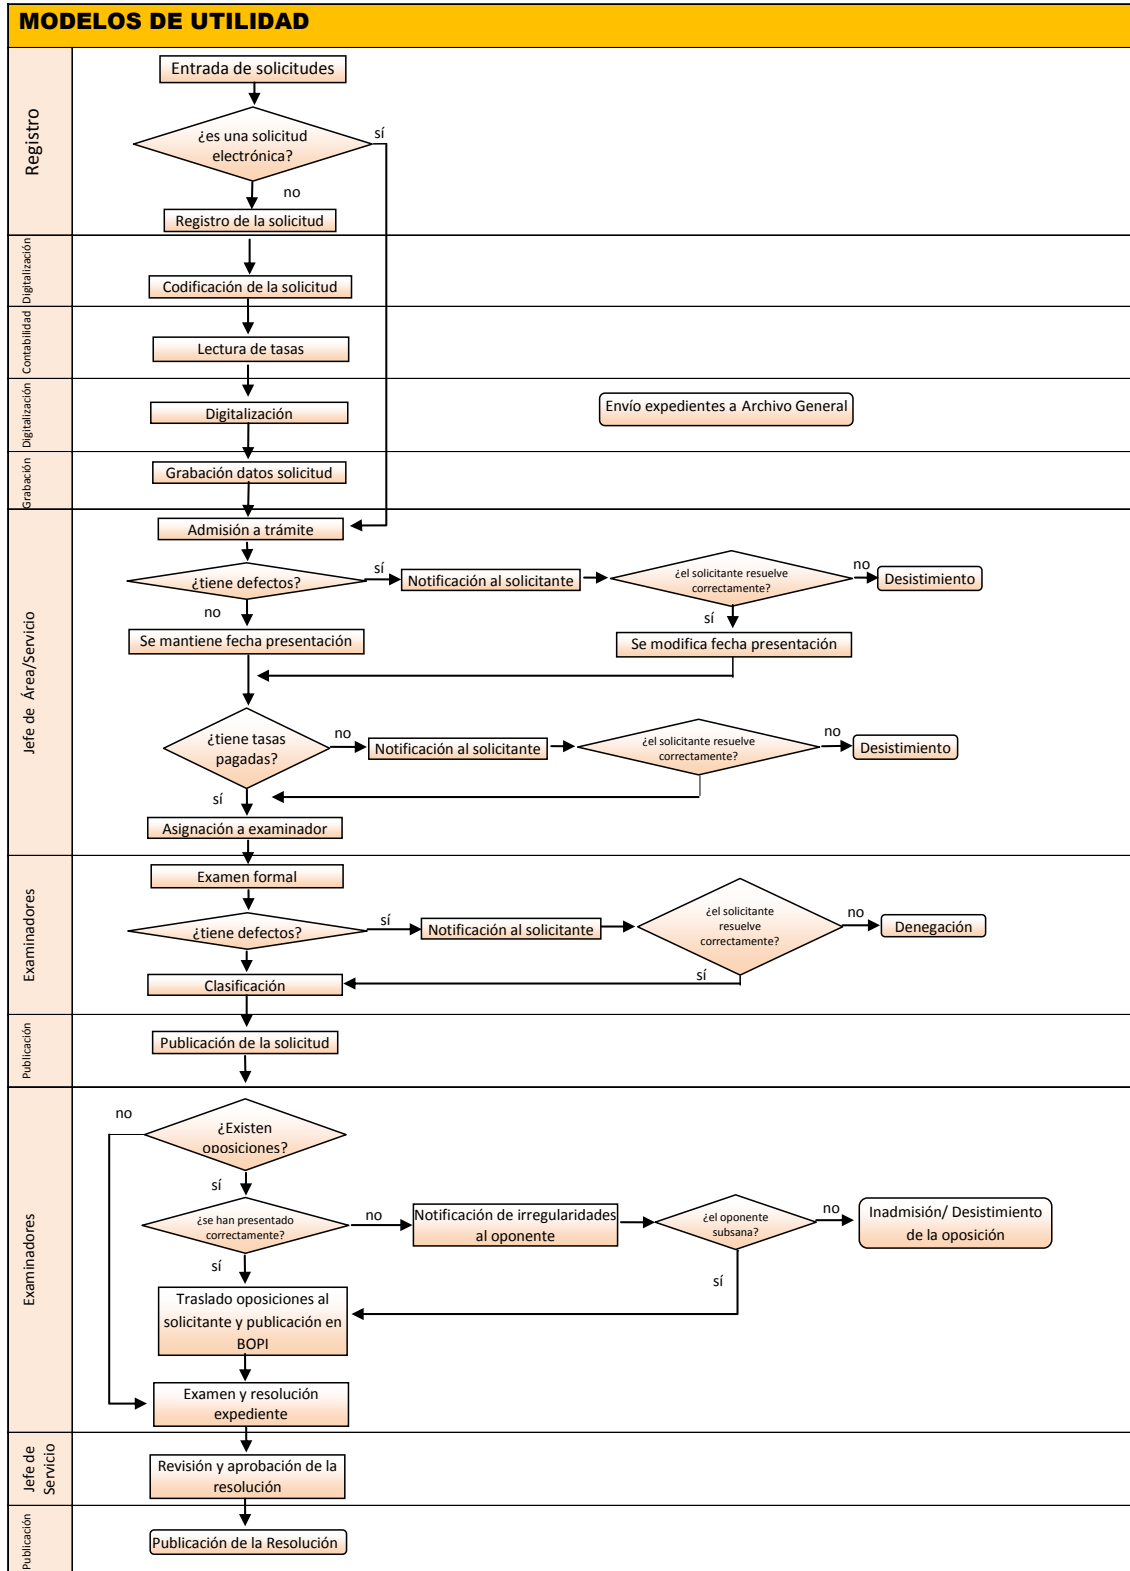 MODELOS DE UTILIDAD
Registro
Entrada de solicitudes
¿es una solicitud
electrónica?
sí
no
Registro de la solicitud
Digitalización
Codificación de la solicitud
Contabilidad
Lectura de tasas
Digitalización
Digitalización
Envío expedientes a Archivo General
Grabación
Grabación datos solicitud
Jefe de Área/Servicio
Admisión a trámite
¿tiene defectos?
sí
Notificación al solicitante
¿el solicitante resuelve
correctamente?
no
Desistimiento
no
sí
Se mantiene fecha presentación
Se modifica fecha presentación
¿tiene tasas
pagadas?
no
Notificación al solicitante
¿el solicitante resuelve
correctamente?
no
Desistimiento
sí
Asignación a examinador
Examinadores
Examen formal
¿tiene defectos?
sí
Notificación al solicitante
¿el solicitante
resuelve
correctamente?
no
Denegación
sí
Clasificación
Publicación
Publicación de la solicitud
Examinadores
no
¿Existen
oposiciones?
sí
¿se han presentado
correctamente?
no
Notificación de irregularidades
al oponente
¿el oponente
subsana?
no
Inadmisión/ Desistimiento
de la oposición
sí
sí
Traslado oposiciones al
solicitante y publicación en
BOPI
Examen y resolución
expediente
Jefe de
Servicio
Revisión y aprobación de la
resolución
Publicación
Publicación de la Resolución